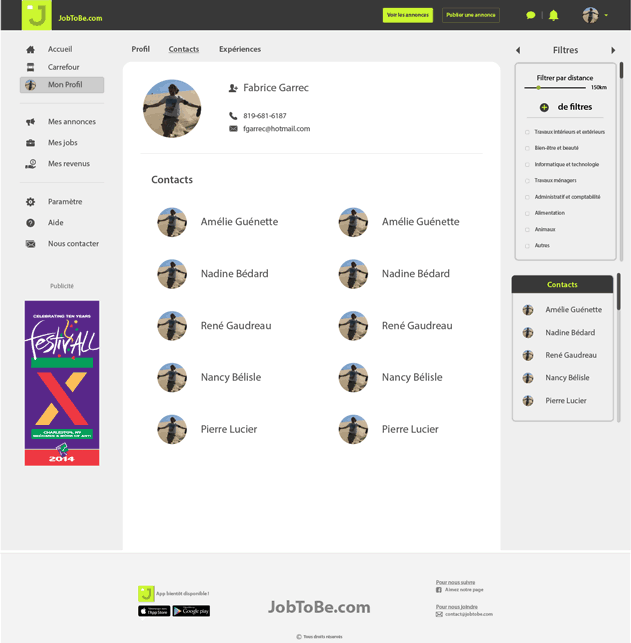 J
JobToBe.com
Voir les annonces
Publier une annonce
Accueil
Carrefour
Mon Profil
Mes annonces
Mes jobs
Mes revenus
Paramètre
Aide
Nous contacter
Publicité
CELEBRATING TEN YEARS
FestivALL
X
CHARLESTON, WV
2014
Profil
Contacts
Expériences
Fabrice Garrec
819-681-6187
fgarrec@hotmail.com
Contacts
Amélie Guénette
Amélie Guénette
Nadine Bédard
Nadine Bédard
René Gaudreau
René Gaudreau
Nancy Bélisle
Nancy Bélisle
Pierre Lucier
Pierre Lucier
Filtres
Filtrer par distance
150km
de filtres
Travaux intérieurs et extérieurs
Bien-être et beauté
Informatique et technologie
Travaux ménagers
Administratif et comptabilité
Alimentation
Animaux
Autres
Contacts
Amélie Guénette
Nadine Bédard
René Gaudreau
Nancy Bélisle
Pierre Lucier
J
App bientôt disponible !
App Store
Google play
JobToBe.com
© Tous droits réservés
Pour nous suivre
Aimez notre page
Pour nous joindre
contact@jobtobe.com